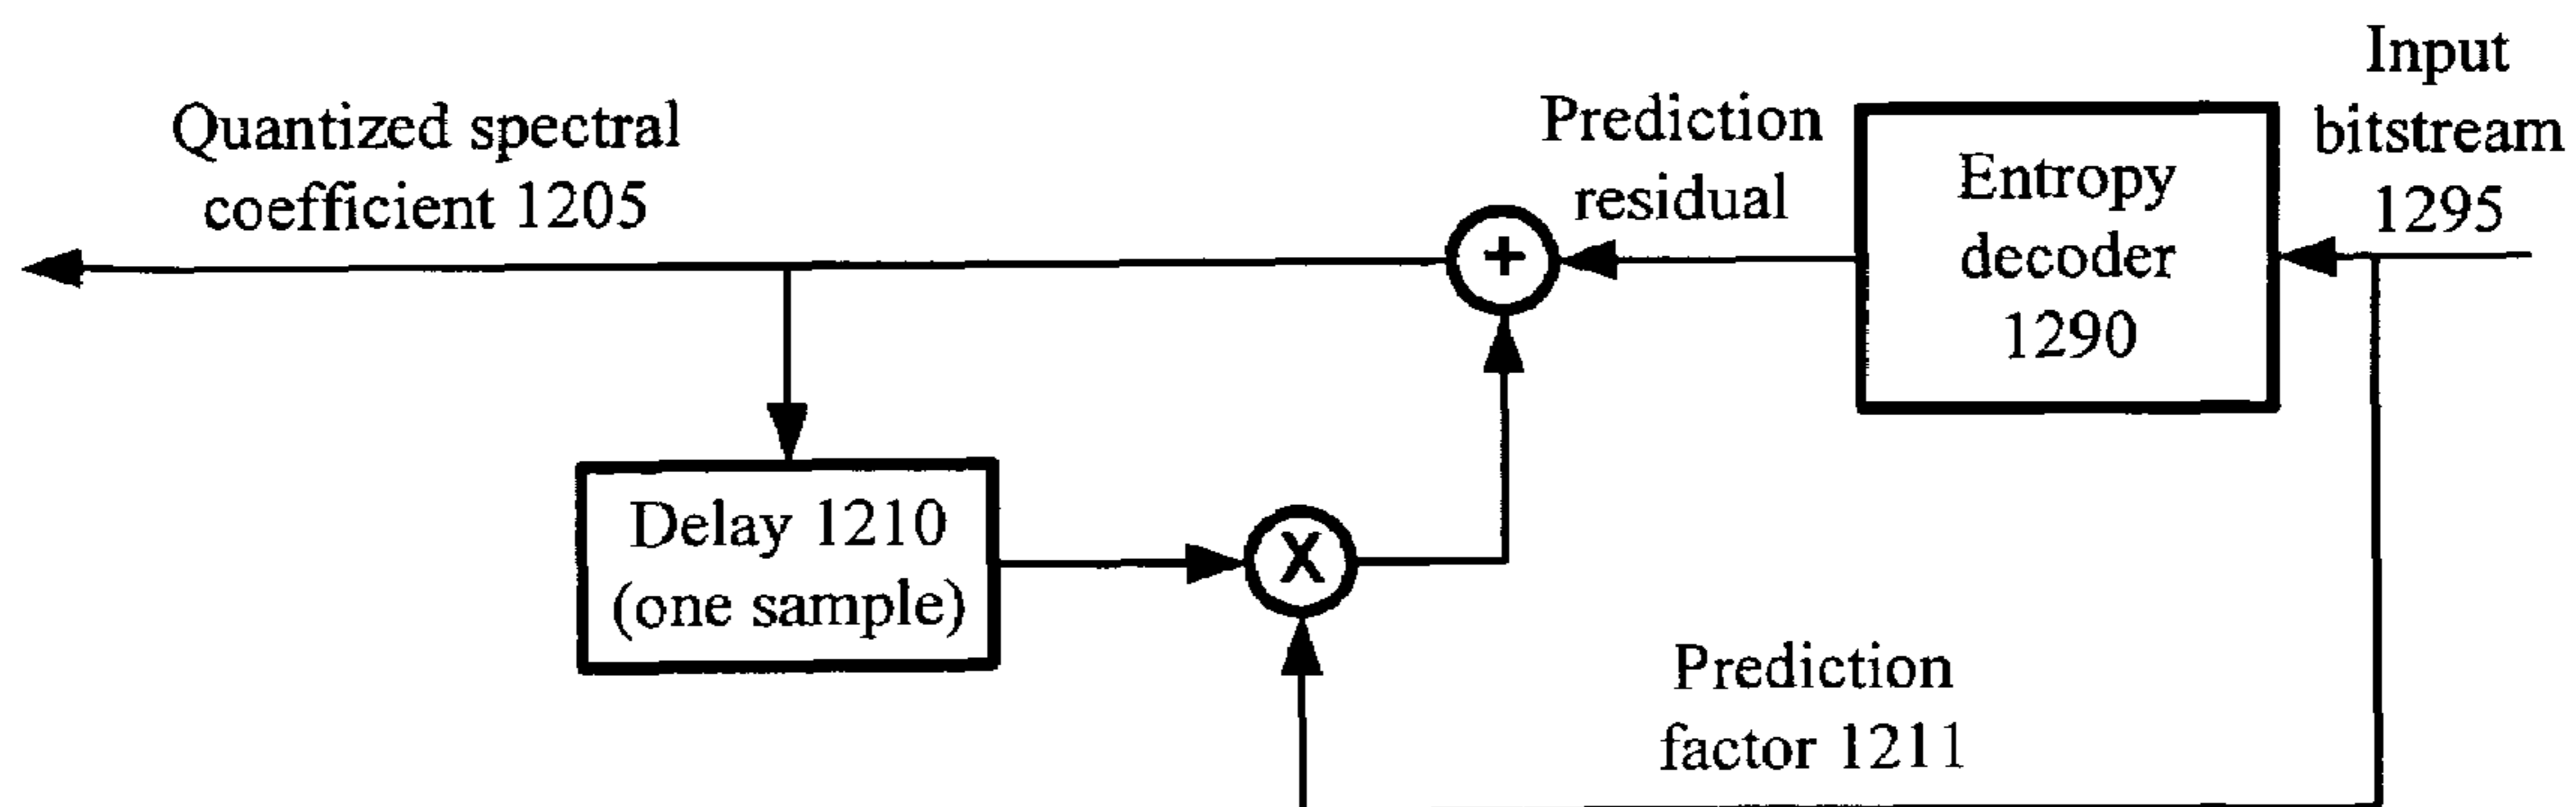 Quantized spectral
coefficient 1205
Prediction
residual
+
Entropy
decoder
1290
Input
bitstream
1295
Delay 1210
(one sample)
X
Prediction
factor 1211